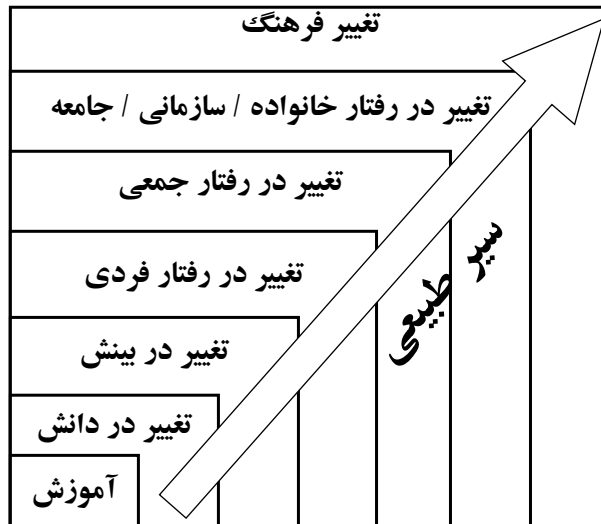 تغییر فرهنگ
تغییر در رفتار خانواده / سازمانی / جامعه
تغییر در رفتار جمعی
تغییر در رفتار فردی
تغییر در بینش
تغییر در دانش
آموزش
سیر طبیعی